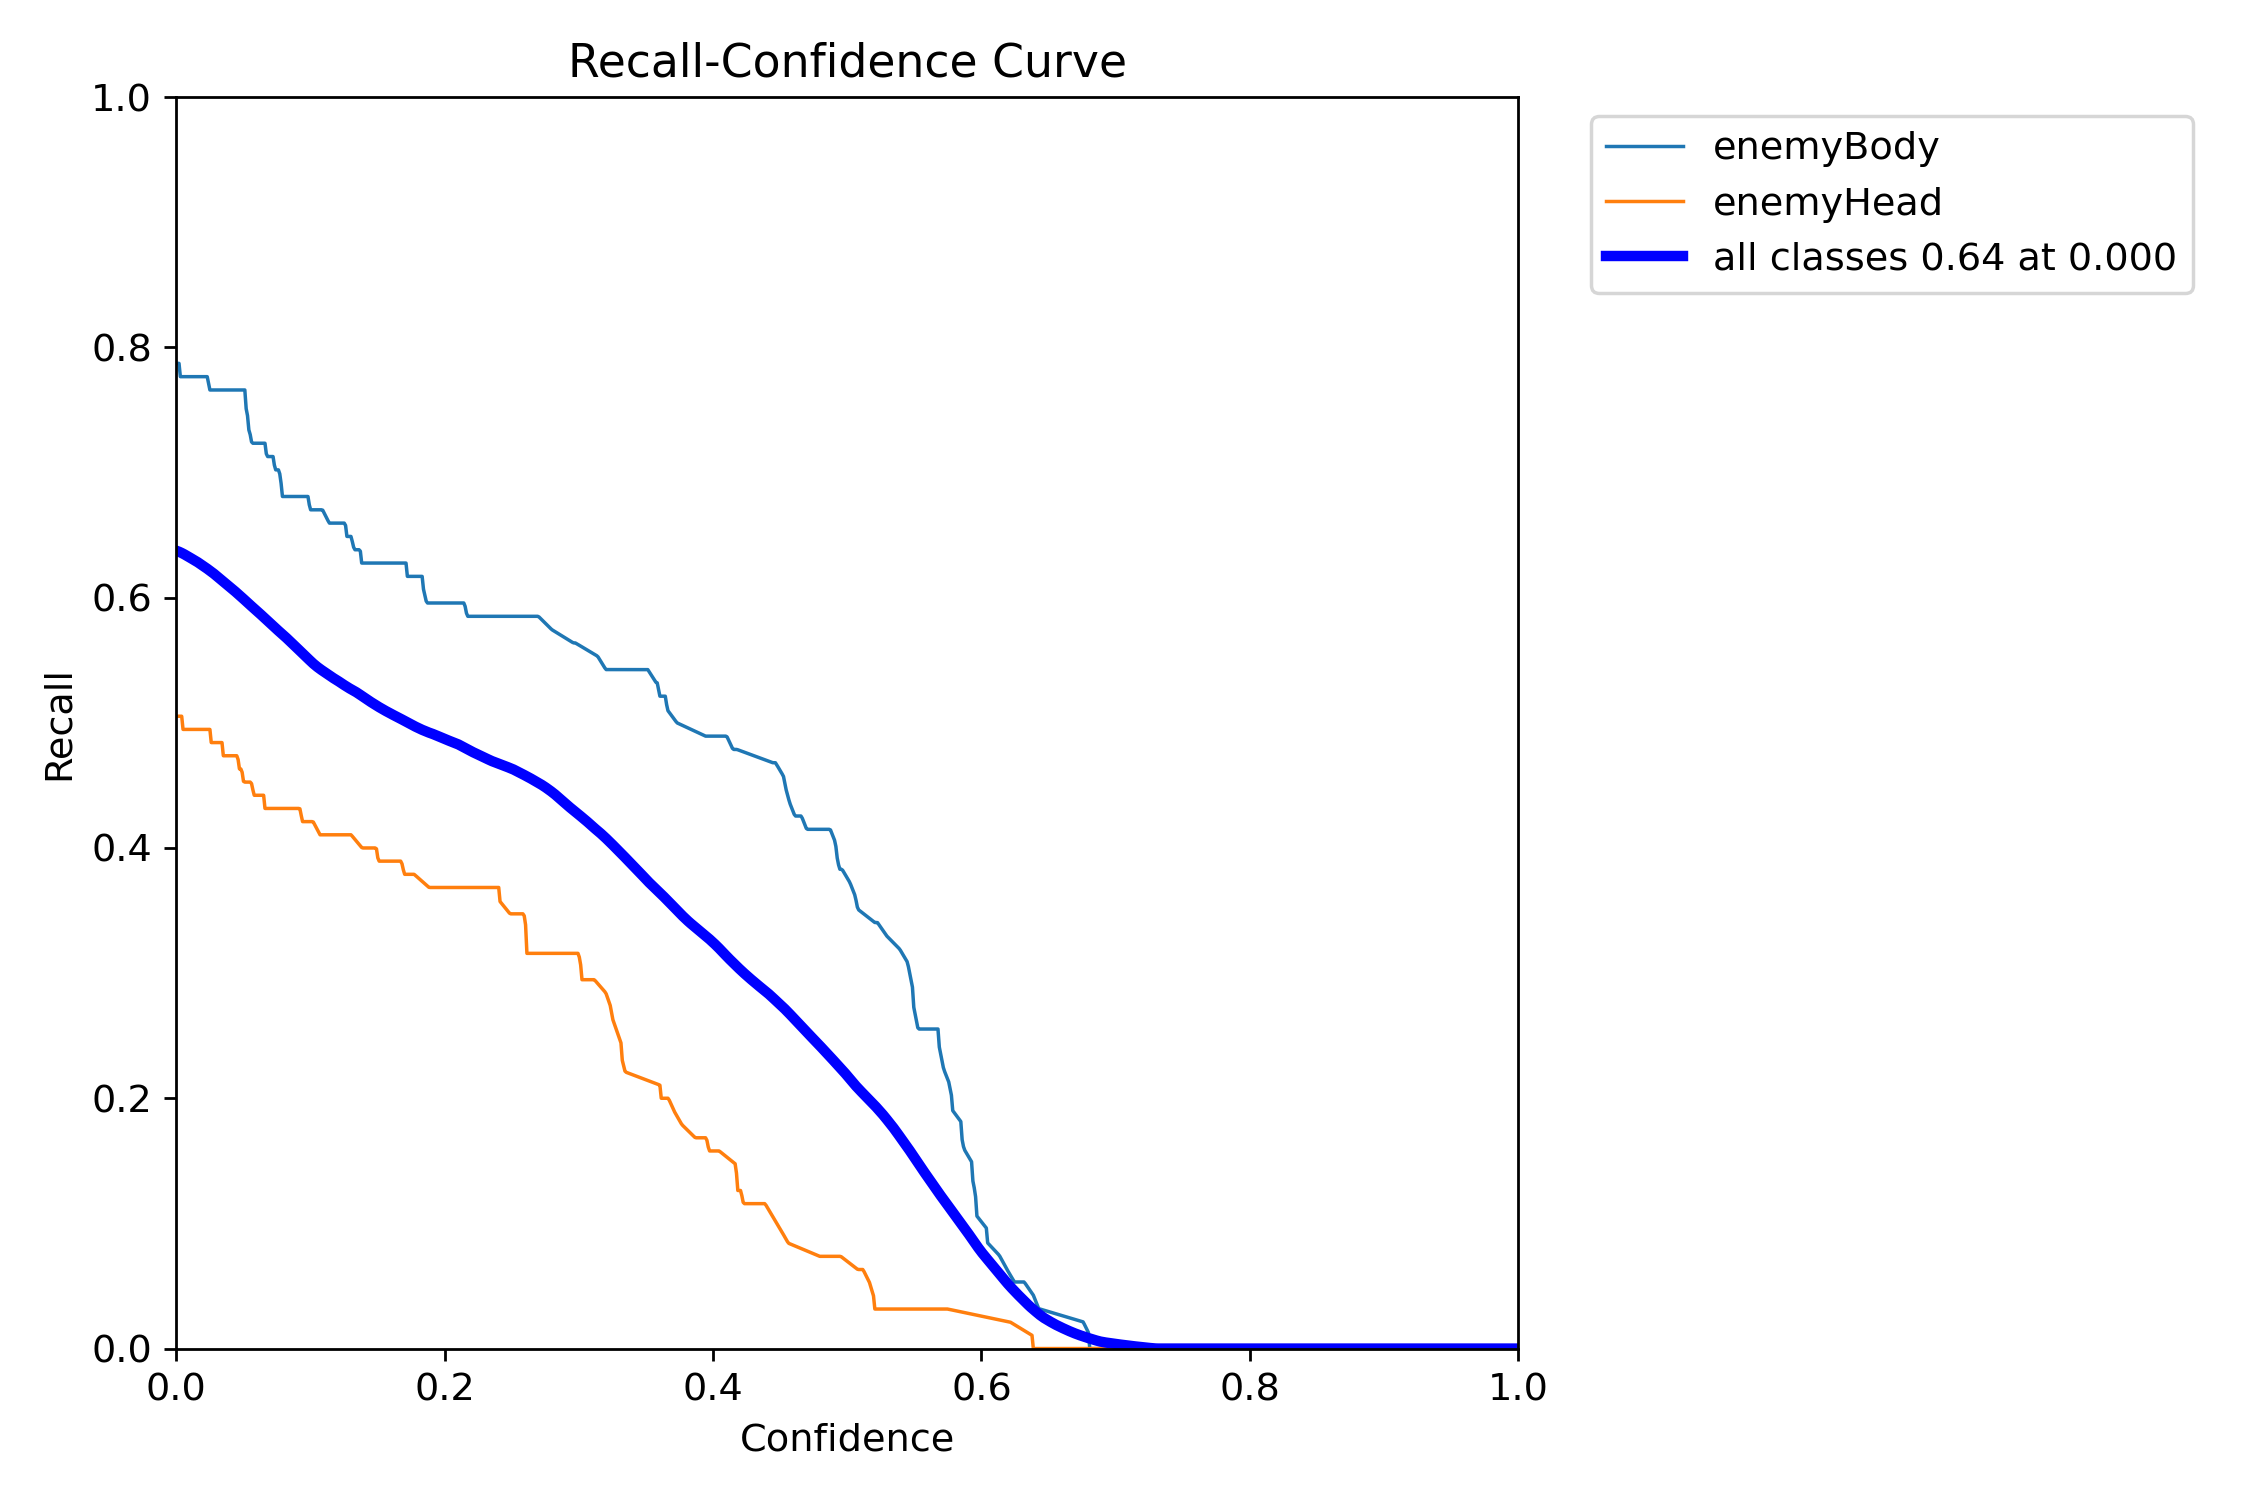 Recall-Confidence Curve
1.0
0.8
0.6
0.4
0.2
0.0
Recall
0.0 0.2 0.4 0.6 0.8 1.0
Confidence
enemyBody
enemyHead
all classes 0.64 at 0.000